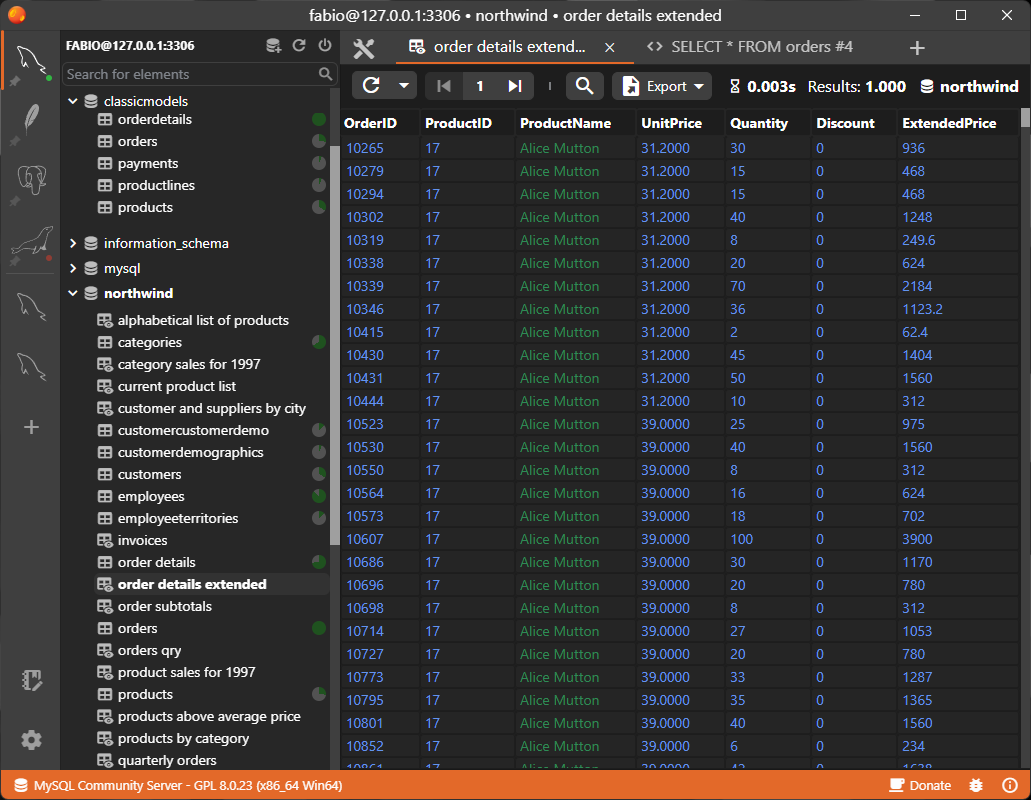 fabio@127.0.0.1:3306 • northwind • order details extended
FABIO@127.0.0.1:3306
Search for elements
classicmodels
orderdetails
orders
payments
productlines
products
information_schema
mysql
northwind
alphabetical list of products
categories
category sales for 1997
current product list
customer and suppliers by city
customercustomerdemo
customerdemographics
customers
employees
employeeterritories
invoices
order details
order details extended
order subtotals
orders
orders qry
product sales for 1997
products
products above average price
products by category
quarterly orders
order details extend...
SELECT * FROM orders #4
1 Export 0.003s Results: 1.000 northwind
OrderID ProductID ProductName UnitPrice Quantity Discount ExtendedPrice
10265 17 Alice Mutton 31.2000 30 0 936
10279 17 Alice Mutton 31.2000 15 0 468
10294 17 Alice Mutton 31.2000 15 0 468
10302 17 Alice Mutton 31.2000 40 0 1248
10319 17 Alice Mutton 31.2000 8 0 249.6
10338 17 Alice Mutton 31.2000 20 0 624
10339 17 Alice Mutton 31.2000 70 0 2184
10346 17 Alice Mutton 31.2000 36 0 1123.2
10415 17 Alice Mutton 31.2000 2 0 62.4
10430 17 Alice Mutton 31.2000 45 0 1404
10431 17 Alice Mutton 31.2000 50 0 1560
10444 17 Alice Mutton 31.2000 10 0 312
10523 17 Alice Mutton 39.0000 25 0 975
10530 17 Alice Mutton 39.0000 40 0 1560
10550 17 Alice Mutton 39.0000 8 0 312
10564 17 Alice Mutton 39.0000 16 0 624
10573 17 Alice Mutton 39.0000 18 0 702
10607 17 Alice Mutton 39.0000 100 0 3900
10686 17 Alice Mutton 39.0000 30 0 1170
10696 17 Alice Mutton 39.0000 20 0 780
10698 17 Alice Mutton 39.0000 8 0 312
10714 17 Alice Mutton 39.0000 27 0 1053
10727 17 Alice Mutton 39.0000 20 0 780
10773 17 Alice Mutton 39.0000 33 0 1287
10795 17 Alice Mutton 39.0000 35 0 1365
10801 17 Alice Mutton 39.0000 40 0 1560
10852 17 Alice Mutton 39.0000 6 0 234
MySQL Community Server - GPL 8.0.23 (x86_64 Win64)
Donate